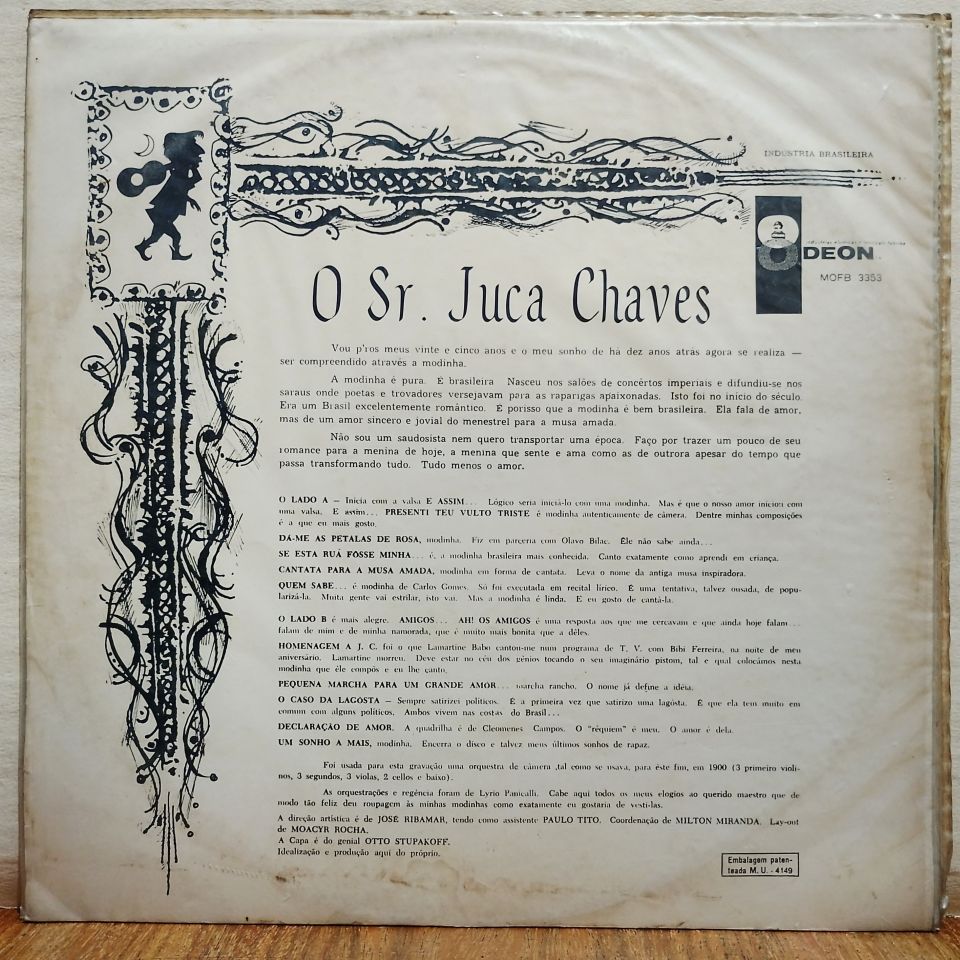 INDÚSTRIA BRASILEIRA
ODEON
MOFB 3353
O Sr. Juca Chaves
Vou p'ros meus vinte e cinco anos e o meu sonho de há dez anos atrás agora se realiza —
ser compreendido através a modinha.
A modinha é pura. É brasileira Nasceu nos salões de concêrtos imperiais e difundiu-se nos
saraus onde poetas e trovadores versejavam para as raparigas apaixonadas. Isto foi no início do século.
Era um Brasil excelentemente romântico. É porisso que a modinha é bem brasileira. Ela fala de amor,
mas de um amor sincero e jovial do menestrel para a musa amada.
Não sou um saudosista nem quero transportar uma época. Faço por trazer um pouco de seu
romance para a menina de hoje, a menina que sente e ama como as de outrora apesar do tempo que
passa transformando tudo. Tudo menos o amor.
O LADO A — Inicia com a valsa E ASSIM... Lógico seria iniciá-lo com uma modinha. Mas é que o nosso amor iniciou com
uma valsa. E assim... PRESENTI TEU VULTO TRISTE é modinha autenticamente de câmera. Dentre minhas composições
é a que eu mais gosto.
DÁ-ME AS PETALAS DE ROSA, modinha. Fiz em parceria com Olavo Bilac. Êle não sabe ainda...
SE ESTA RUA FÔSSE MINHA... é, a modinha brasileira mais conhecida. Canto exatamente como aprendi em criança.
CANTATA PARA A MUSA AMADA, modinha em forma de cantata. Leva o nome da antiga musa inspiradora.
QUEM SABE... é modinha de Carlos Gomes. Só foi executada em recital lírico. É uma tentativa, talvez ousada, de popu-
larizá-la. Muita gente vai estrilar, isto vai. Mas a modinha é linda. E eu gosto de cantá-la.
O LADO B é mais alegre. AMIGOS... AH! OS AMIGOS é uma resposta aos que me cercavam e que ainda hoje falam...
falam de mim e de minha namorada, que é muito mais bonita que a dêles.
HOMENAGEM A J. C. foi o que Lamartine Babo cantou-me num programa de T. V. com Bibi Ferreira, na noite de meu
aniversário. Lamartine morreu. Deve estar no céu dos gênios tocando o seu imaginário pistom, tal e qual colocámos nesta
modinha que êle compôs e eu lhe canto.
PEQUENA MARCHA PARA UM GRANDE AMOR... marcha rancho. O nome já define a idéia.
O CASO DA LAGÓSTA — Sempre satirizei políticos. É a primeira vez que satirizo uma lagósta. É que ela tem muito em
comum com alguns políticos. Ambos vivem nas costas do Brasil...
DECLARAÇÃO DE AMOR. A quadrilha é de Cleomenes Campos. O "réquiem" é meu. O amor é dela.
UM SONHO A MAIS, modinha. Encerra o disco e talvez meus últimos sonhos de rapaz.
Foi usada para esta gravação uma orquestra de câmera ,tal como se usava, para êste fim, em 1900 (3 primeiro violi-
nos, 3 segundos, 3 violas, 2 cellos e baixo).
As orquestrações e regência foram de Lyrio Panicalli. Cabe aqui todos os meus elogios ao querido maestro que de
modo tão feliz deu roupagem às minhas modinhas como exatamente eu gostaria de vesti-las.
A direção artística é de JOSÉ RIBAMAR, tendo como assistente PAULO TITO. Coordenação de MILTON MIRANDA. Lay-out
de MOACYR ROCHA.
A Capa é do genial OTTO STUPAKOFF.
Idealização e produção aqui do próprio.
Embalagem paten-
teada M. U. - 4149